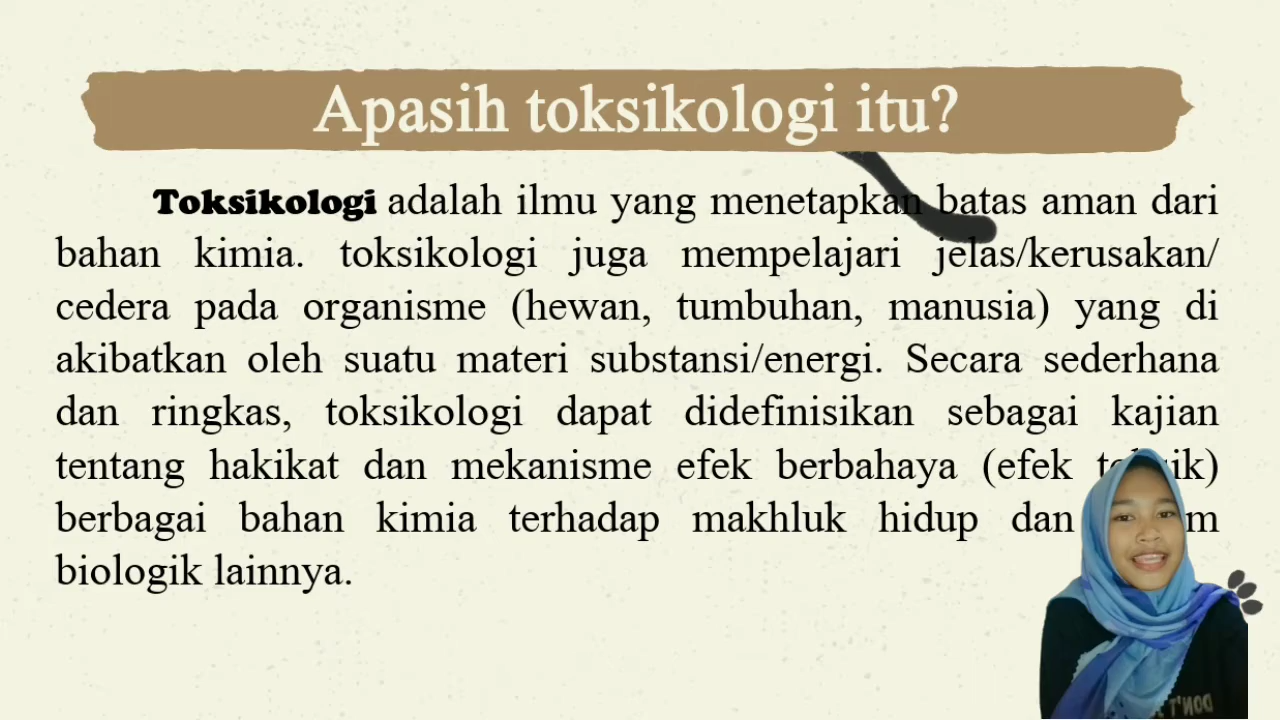 Apasih toksikologi itu?
Toksikologi adalah ilmu yang menetapkan batas aman dari
bahan kimia. toksikologi juga mempelajari jelas/kerusakan/
cedera pada organisme (hewan, tumbuhan, manusia) yang di
akibatkan oleh suatu materi substansi/energi. Secara sederhana
dan ringkas, toksikologi dapat didefinisikan sebagai kajian
tentang hakikat dan mekanisme efek berbahaya (efek
berbagai bahan kimia terhadap makhluk hidup dan
biologik lainnya.
DON'T